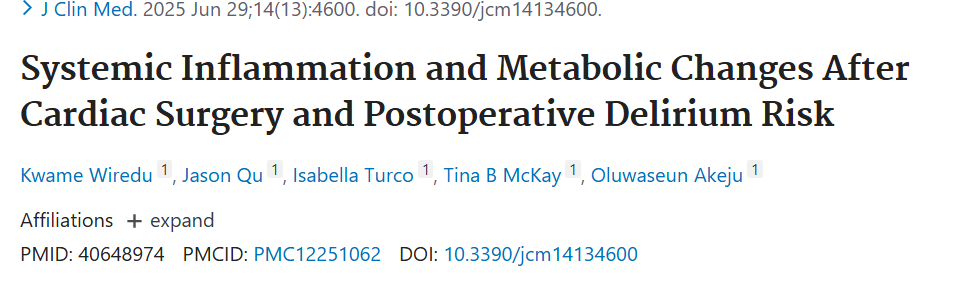 > J Clin Med. 2025 Jun 29;14(13):4600. doi: 10.3390/jcm14134600.
Systemic Inflammation and Metabolic Changes After
Cardiac Surgery and Postoperative Delirium Risk
Kwame Wiredu 1, Jason Qu 1, Isabella Turco 1, Tina B McKay 1, Oluwaseun Akeju 1
Affiliations + expand
PMID: 40648974 PMCID: PMC12251062 DOI: 10.3390/jcm14134600